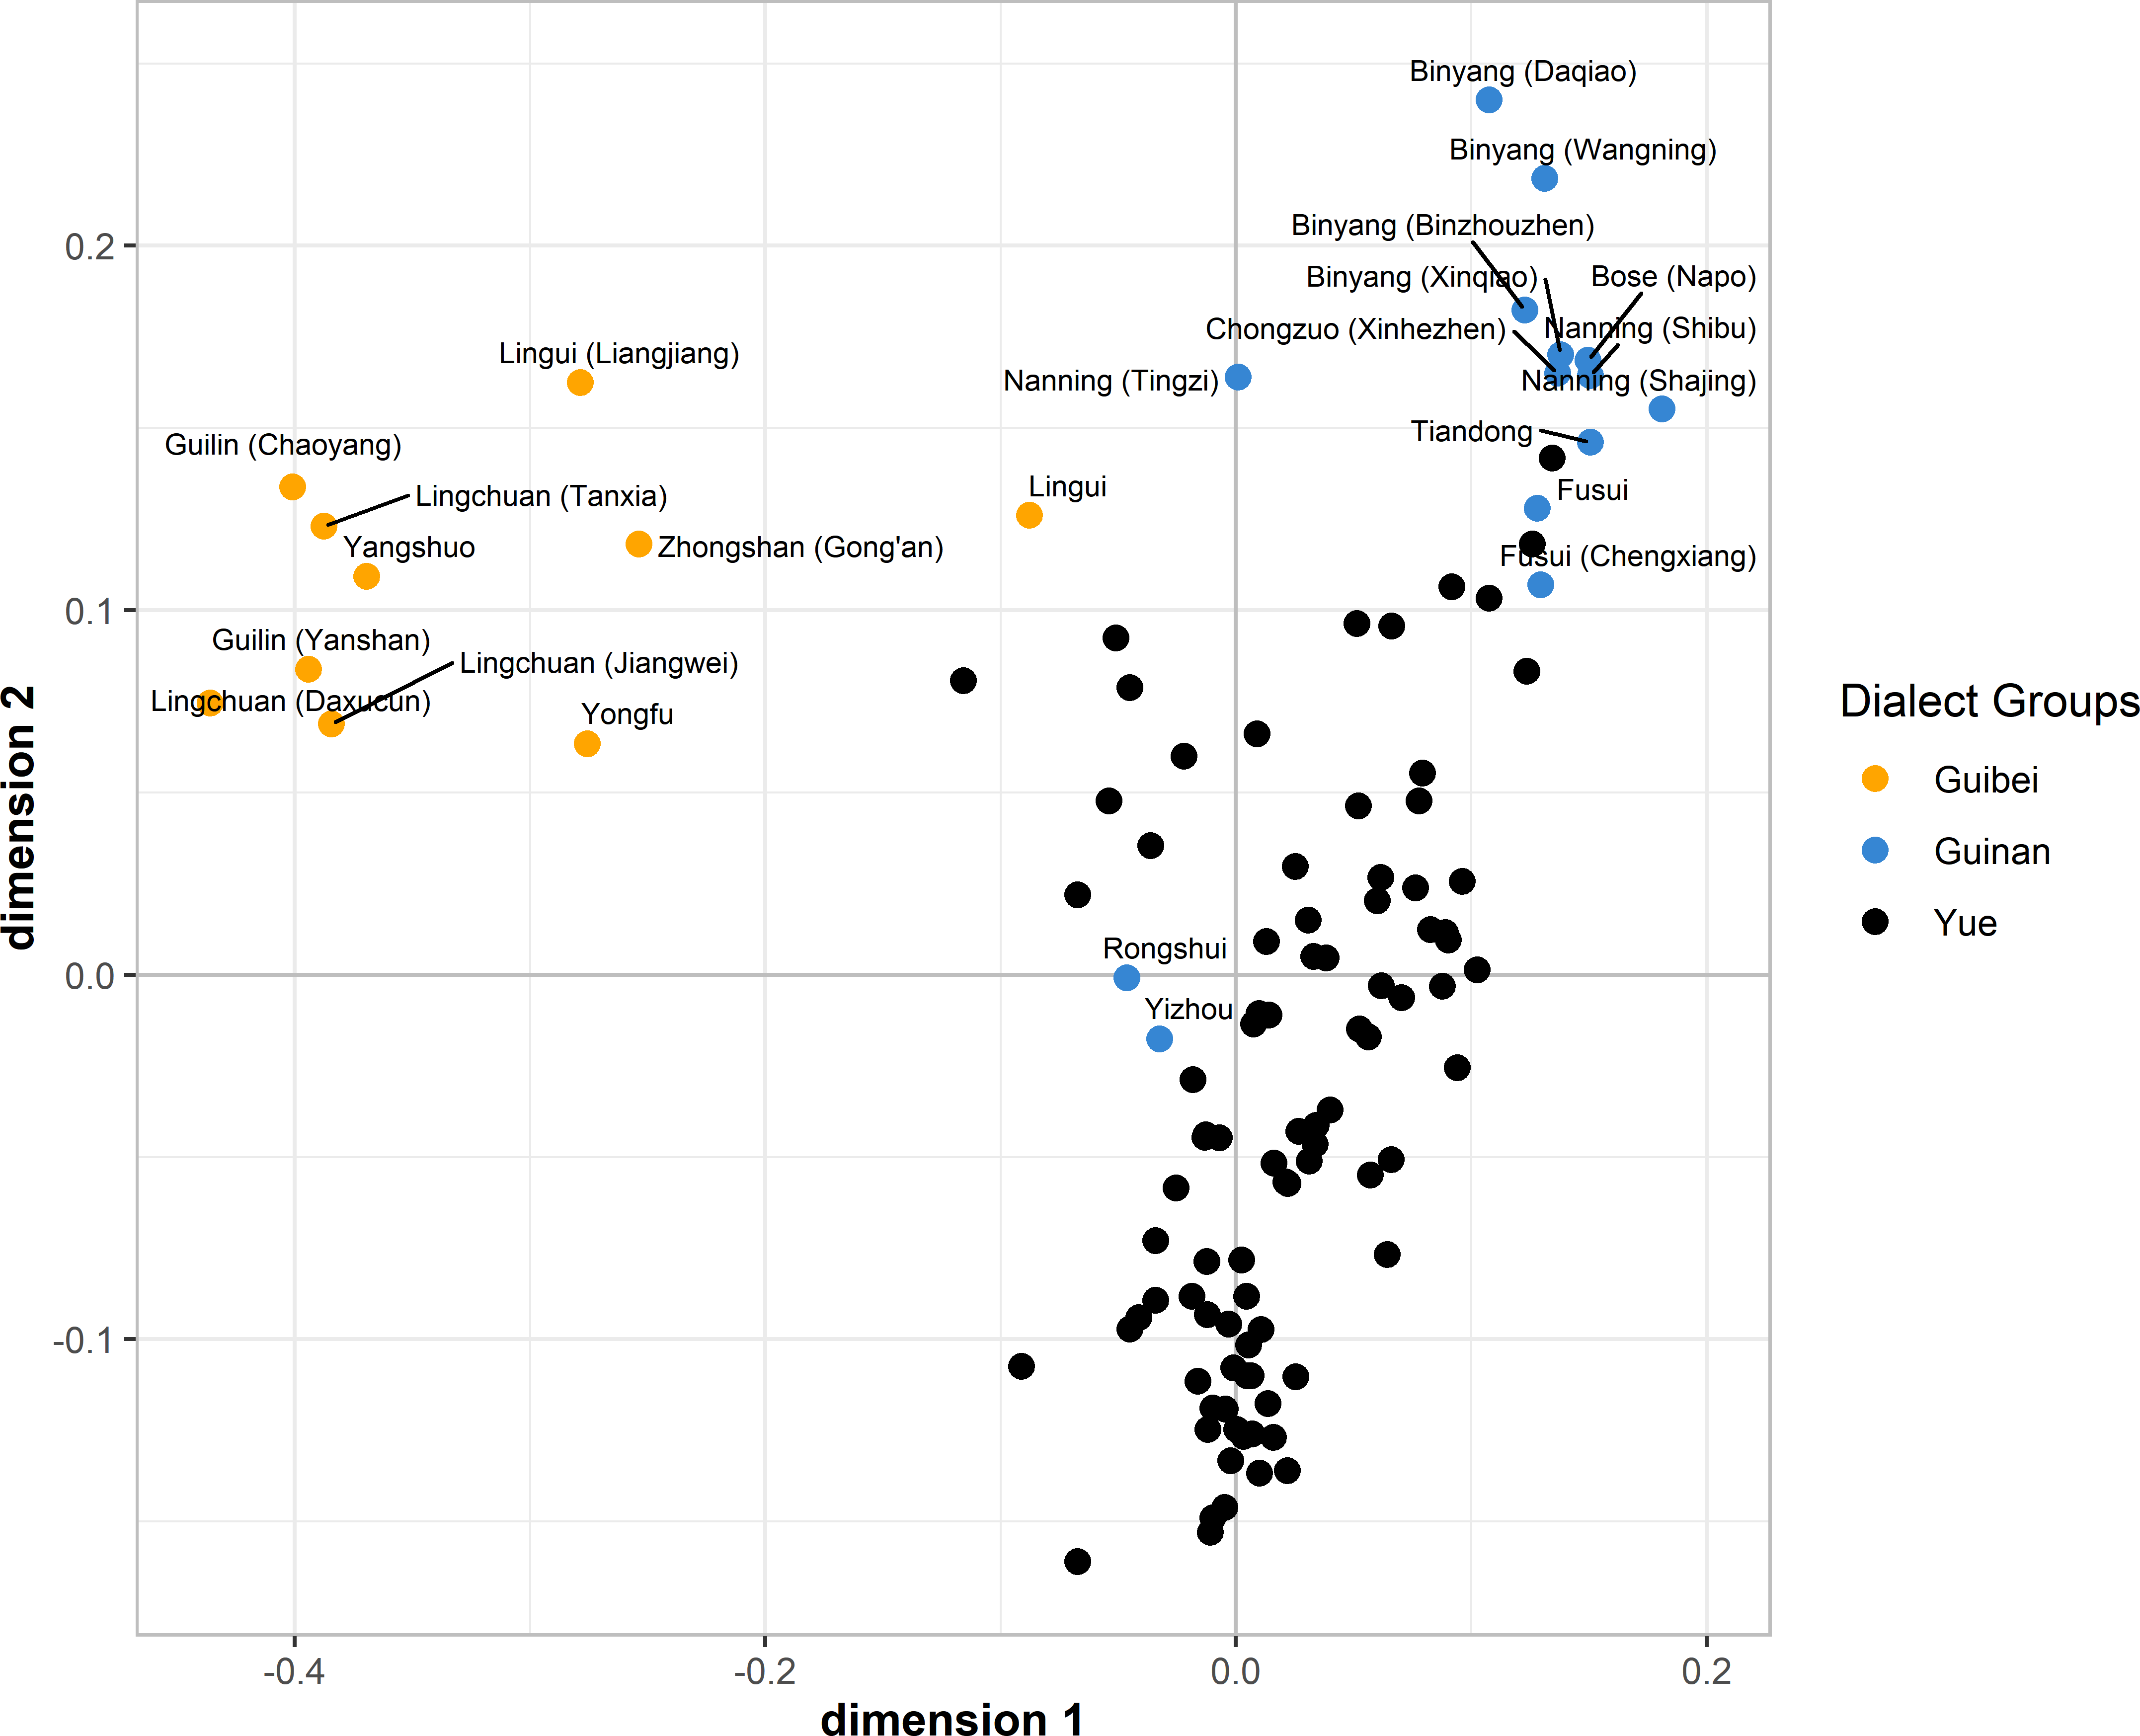 Binyang (Daqiao)
Binyang (Wangning)
Binyang (Binzhouzhen)
Binyang (Xinqiao)
Bose (Napo)
Chongzuo (Xinhezhen)
Nanning (Shibu)
Lingui (Liangjiang)
Nanning (Tingzi)
Nanning (Shajing)
Guilin (Chaoyang)
Tiandong
Lingchuan (Tanxia)
Lingui
Fusui
Yangshuo
Zhongshan (Gong'an)
Fusui (Chengxiang)
Guilin (Yanshan)
Lingchuan (Jiangwei)
Lingchuan (Daxucun)
Yongfu
Rongshui
Yizhou
0.2
0.1
0.0
-0.1
dimension 2
-0.4
-0.2
0.0
0.2
dimension 1
Dialect Groups
Guibei
Guinan
Yue